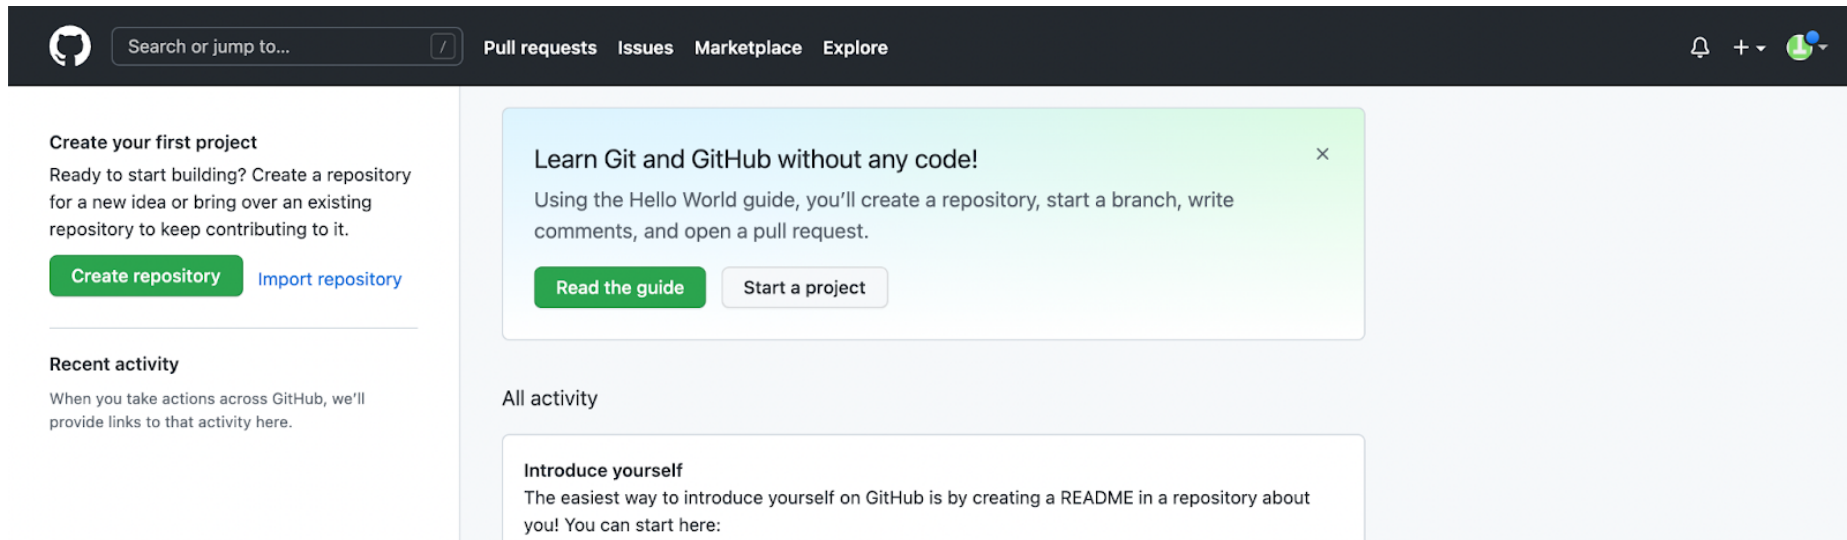 Search or jump to... /
Pull requests Issues Marketplace Explore
Create your first project
Ready to start building? Create a repository
for a new idea or bring over an existing
repository to keep contributing to it.
Create repository Import repository
Recent activity
When you take actions across GitHub, we'll
provide links to that activity here.
Learn Git and GitHub without any code!
Using the Hello World guide, you'll create a repository, start a branch, write
comments, and open a pull request.
Read the guide Start a project
All activity
Introduce yourself
The easiest way to introduce yourself on GitHub is by creating a README in a repository about
you! You can start here: